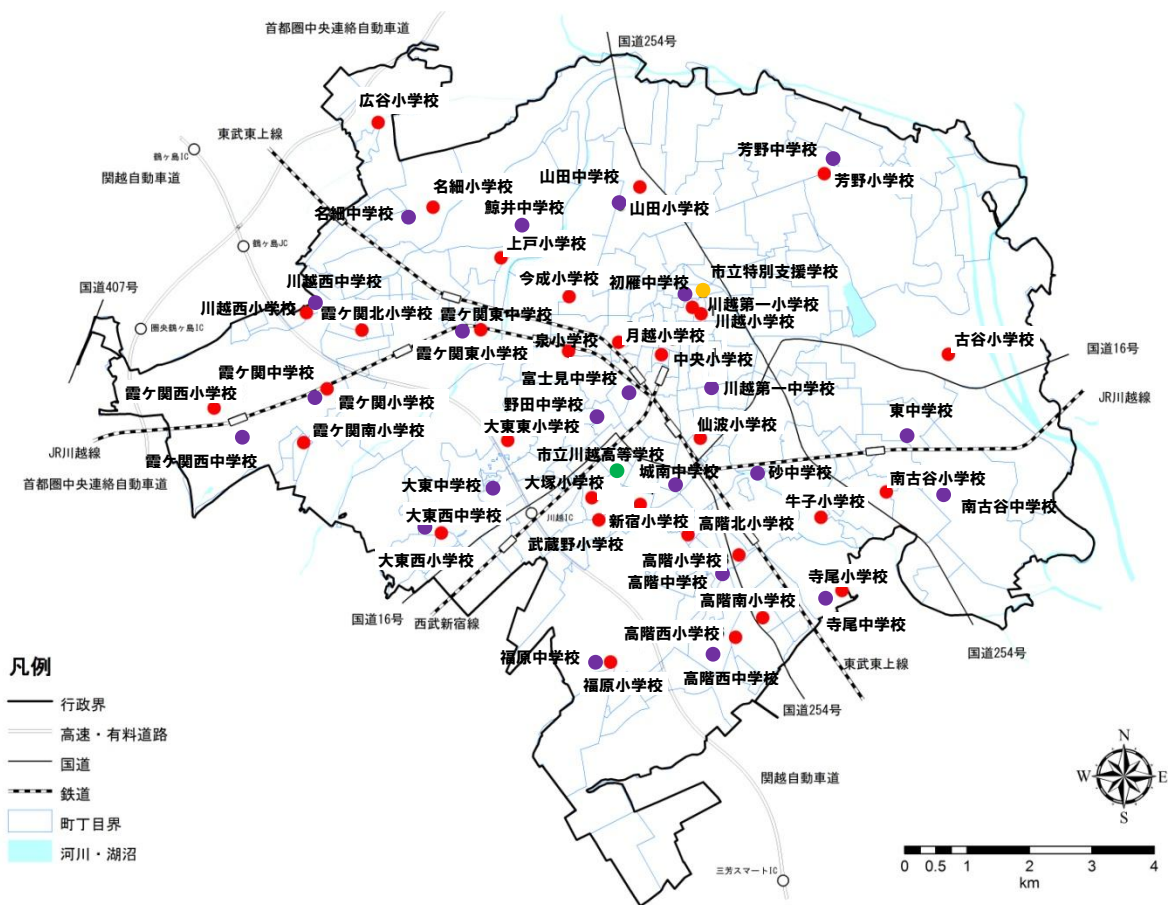 首都圏中央連絡自動車道
国道254号
広谷小学校
東武東上線
鶴ヶ島IC
関越自動車道
芳野中学校
芳野小学校
山田中学校
名細小学校
鯨井中学校
山田小学校
名細中学校
上戸小学校
鶴ヶ島JC
今成小学校
初雁中学校
市立特別支援学校
川越西中学校
国道407号
川越西小学校
霞ケ関北小学校
霞ケ関東中学校
川越第一小学校
川越小学校
圏央鶴ヶ島IC
泉小学校
月越小学校
古谷小学校
霞ケ関東小学校
中央小学校
国道16号
霞ケ関中学校
富士見中学校
川越第一中学校
霞ケ関西小学校
霞ケ関小学校
野田中学校
JR川越線
東中学校
大東東小学校
仙波小学校
霞ケ関南小学校
JR川越線
市立川越高等学校
霞ケ関西中学校
城南中学校
砂中学校
首都圏中央連絡自動車道
大東中学校
大塚小学校
南古谷小学校
牛子小学校
南古谷中学校
大東西中学校
川越IC
新宿小学校
高階北小学校
武蔵野小学校
大東西小学校
高階小学校
高階中学校
寺尾小学校
高階南小学校
国道16号
西武新宿線
寺尾中学校
高階西小学校
国道254号
福原中学校
東武東上線
凡例
福原小学校
高階西中学校
行政界
国道254号
高速・有料道路
国道
関越自動車道
鉄道
町丁目界
河川・湖沼
三芳スマートIC
N
W
E
S
0 0.5 1 2 3 4
km